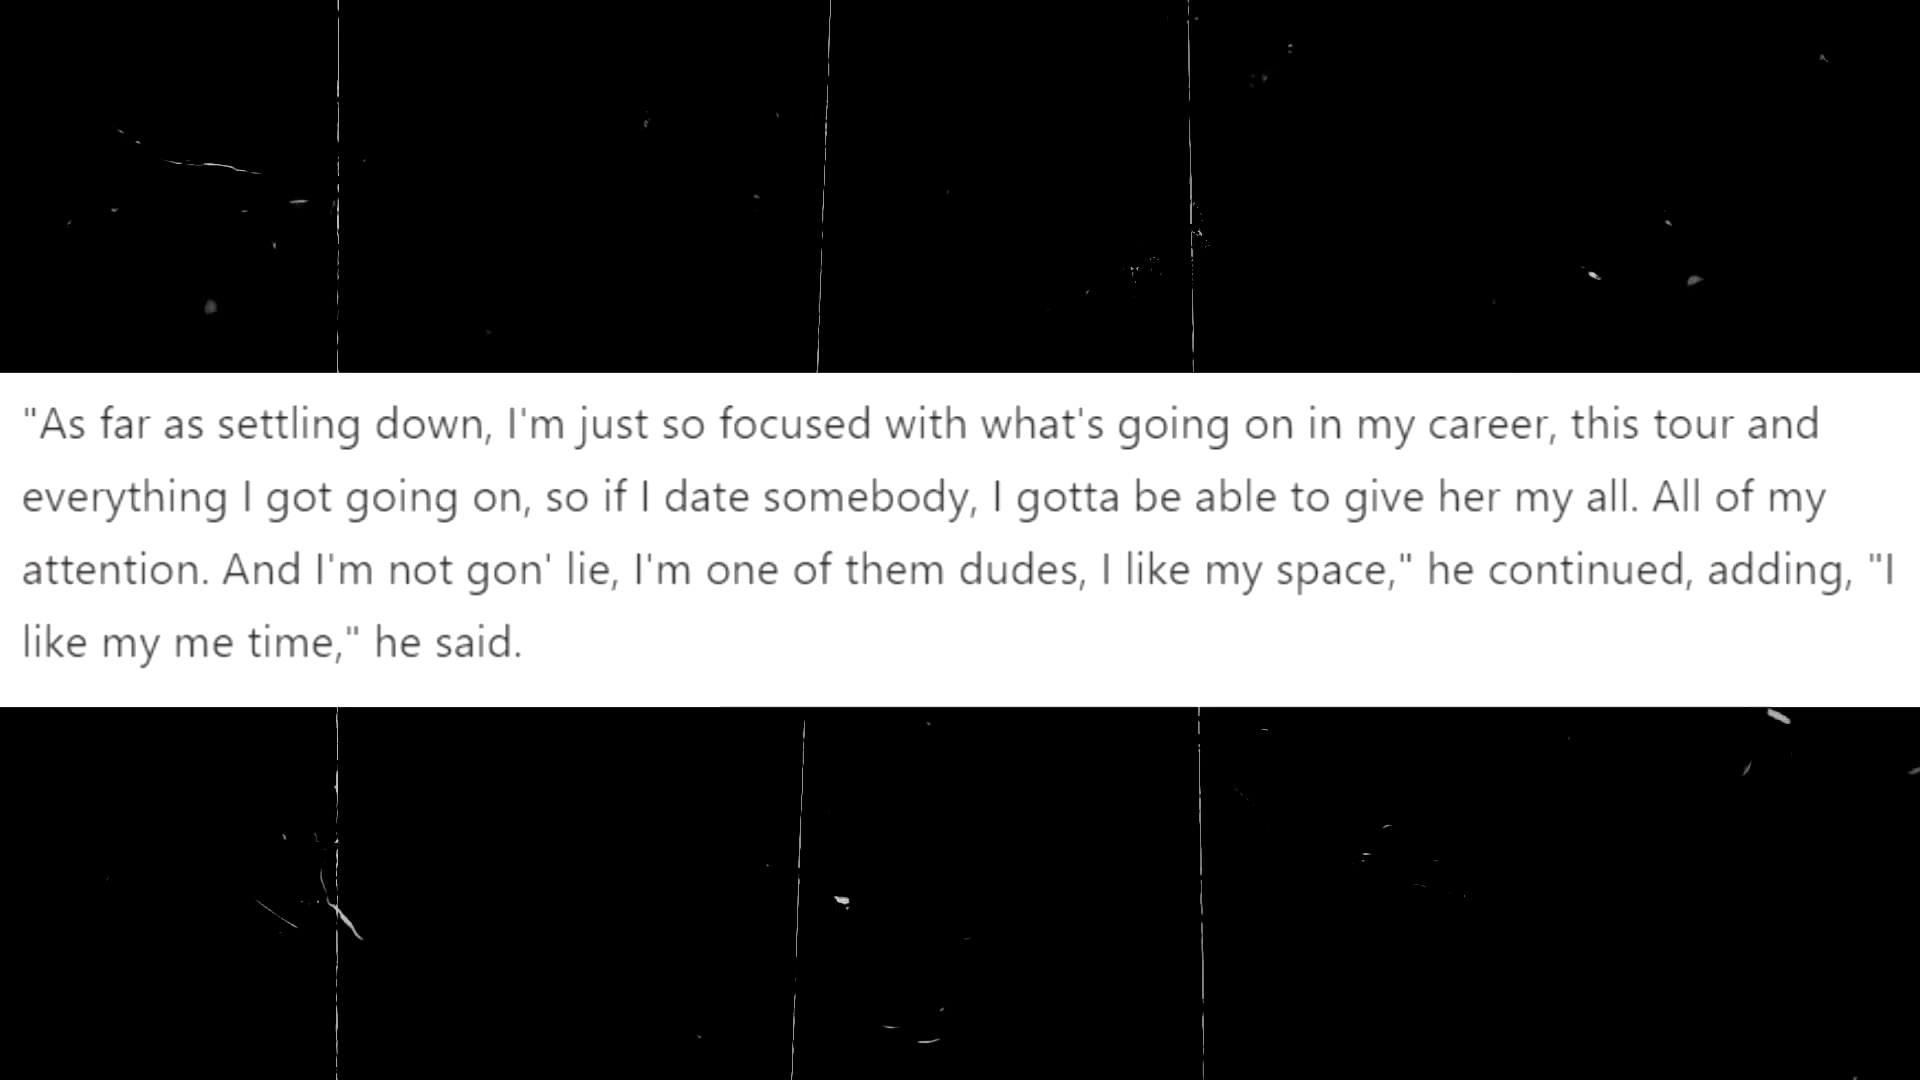 "As far as settling down, I'm just so focused with what's going on in my career, this tour and
everything I got going on, so if I date somebody, I gotta be able to give her my all. All of my
attention. And I'm not gon' lie, I'm one of them dudes, I like my space," he continued, adding, "I
like my me time," he said.